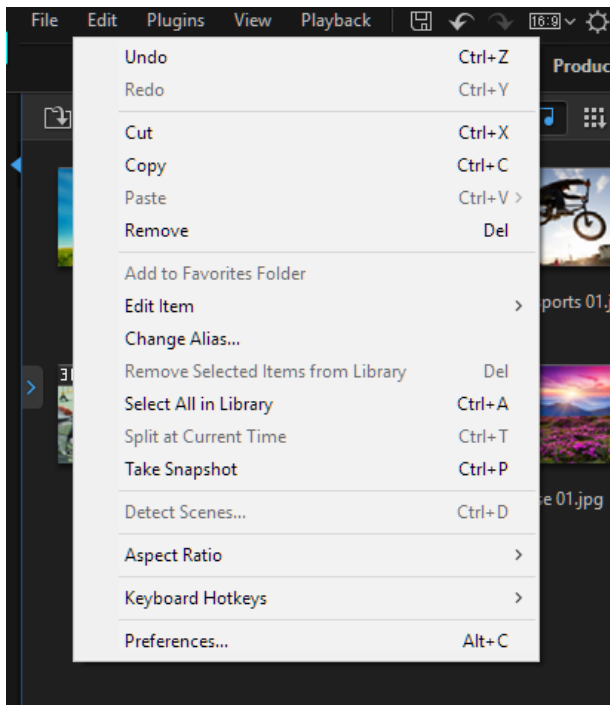 File Edit Plugins View Playback 16:9
Produc
Undo Ctrl+Z
Redo Ctrl+Y
Cut Ctrl+X
Copy Ctrl+C
Paste Ctrl+V >
Remove Del
Add to Favorites Folder
Edit Item >
ports 01.j
Change Alias...
Remove Selected Items from Library Del
3
Select All in Library Ctrl+A
Split at Current Time Ctrl+T
Take Snapshot Ctrl+P
Detect Scenes... Ctrl+D
e 01.jpg
Aspect Ratio >
Keyboard Hotkeys >
Preferences... Alt+C